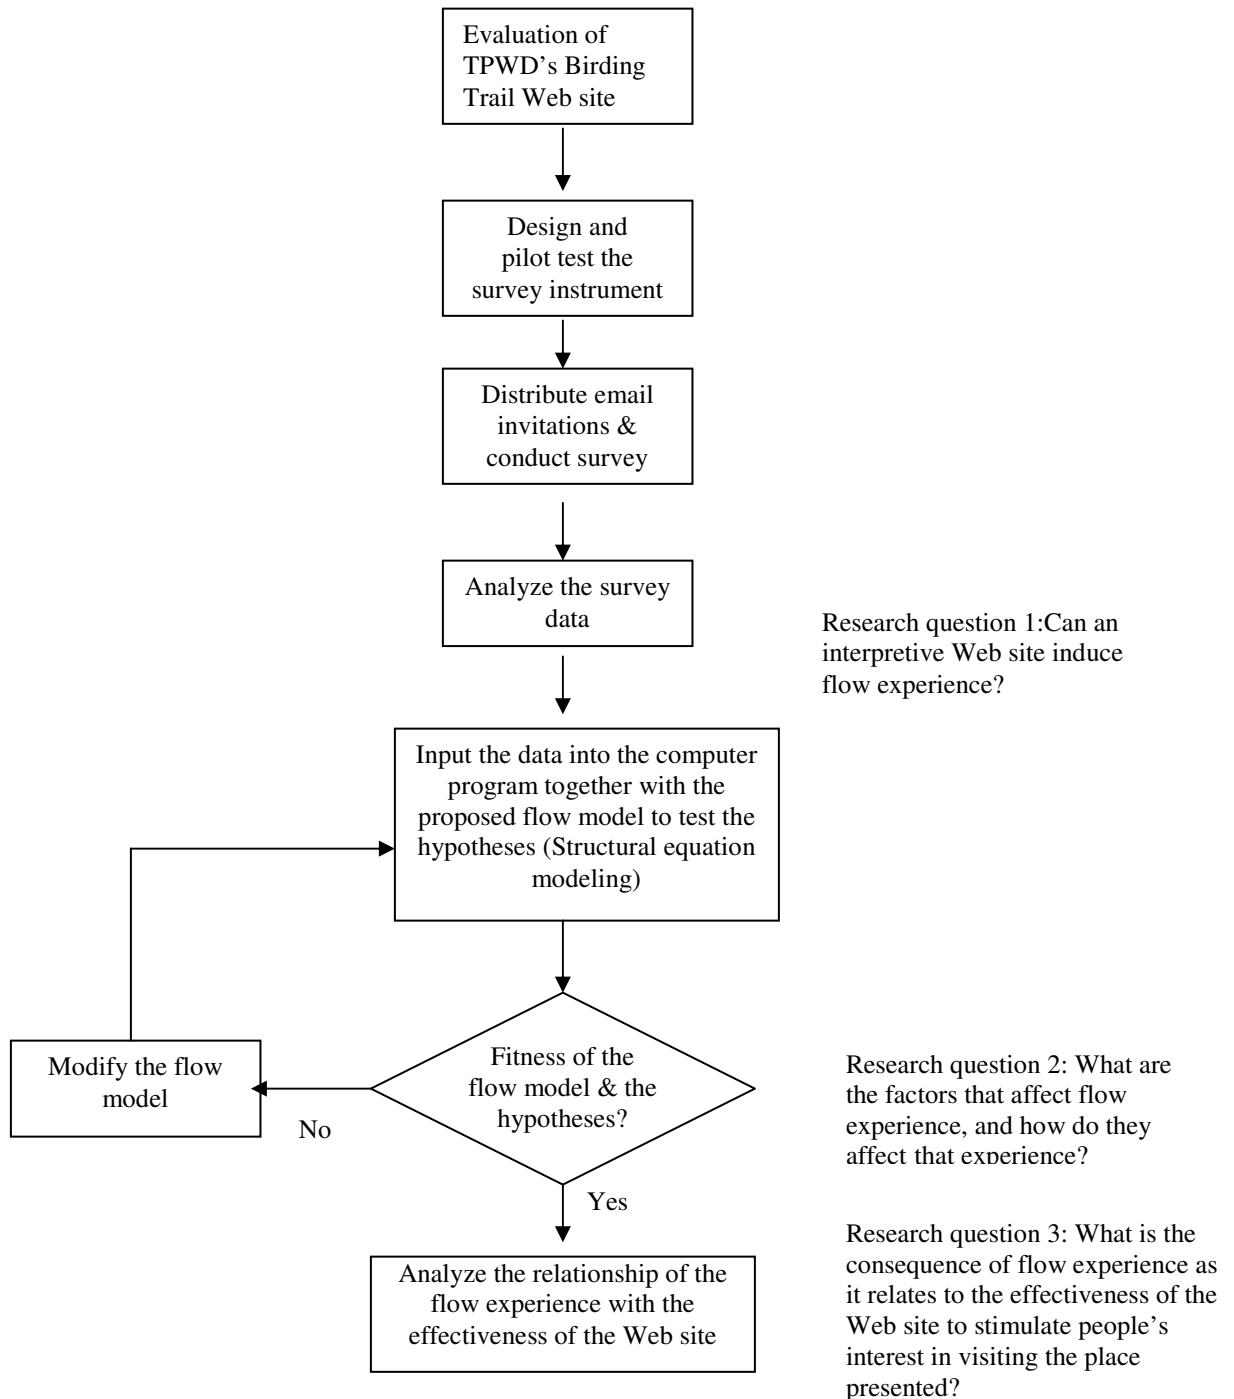 Evaluation of
TPWD’s Birding
Trail Web site
Design and
pilot test the
survey instrument
Distribute email
invitations &
conduct survey
Analyze the survey
data
Research question 1:Can an
interpretive Web site induce
flow experience?
Input the data into the computer
program together with the
proposed flow model to test the
hypotheses (Structural equation
modeling)
Modify the flow
model
No
Fitness of the
flow model & the
hypotheses?
Yes
Research question 2: What are
the factors that affect flow
experience, and how do they
affect that experience?
Analyze the relationship of the
flow experience with the
effectiveness of the Web site
Research question 3: What is the
consequence of flow experience as
it relates to the effectiveness of the
Web site to stimulate people’s
interest in visiting the place
presented?